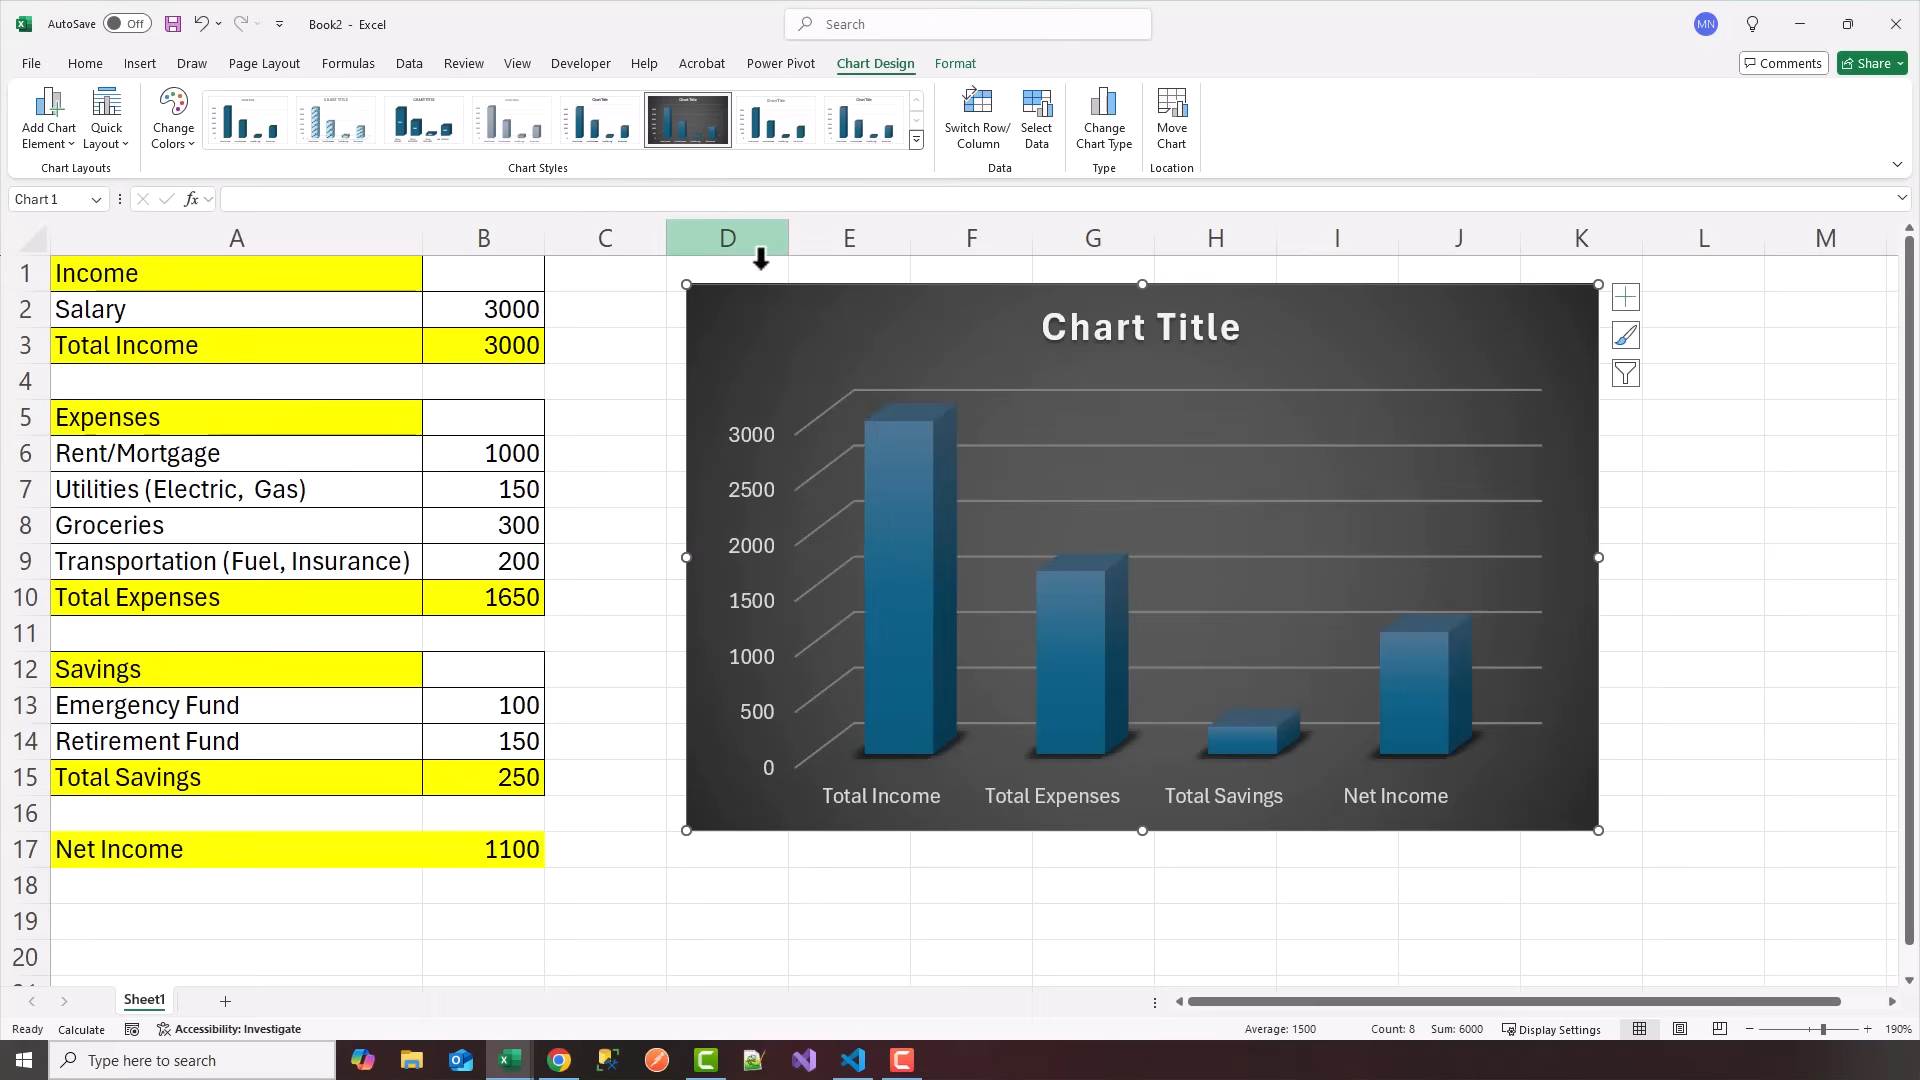 AutoSave Off Book2 - Excel Search MN
File Home Insert Draw Page Layout Formulas Data Review View Developer Help Acrobat Power Pivot Chart Design Format Comments Share
Add Chart Element
Quick Layout
Change Colors
Switch Row/ Column
Select Data
Change Chart Type
Move Chart
Chart Layouts Chart Styles Data Type Location
Chart1 fx
A B C D E F G H I J K L M
1 Income
2 Salary 3000
3 Total Income 3000
4
5 Expenses
6 Rent/Mortgage 1000
7 Utilities (Electric, Gas) 150
8 Groceries 300
9 Transportation (Fuel, Insurance) 200
10 Total Expenses 1650
11
12 Savings
13 Emergency Fund 100
14 Retirement Fund 150
15 Total Savings 250
16
17 Net Income 1100
18
19
20
Chart Title
3000
2500
2000
1500
1000
500
0
Total Income Total Expenses Total Savings Net Income
Sheet1
Ready Calculate Accessibility: Investigate Average: 1500 Count: 8 Sum: 6000 Display Settings 190%
Type here to search